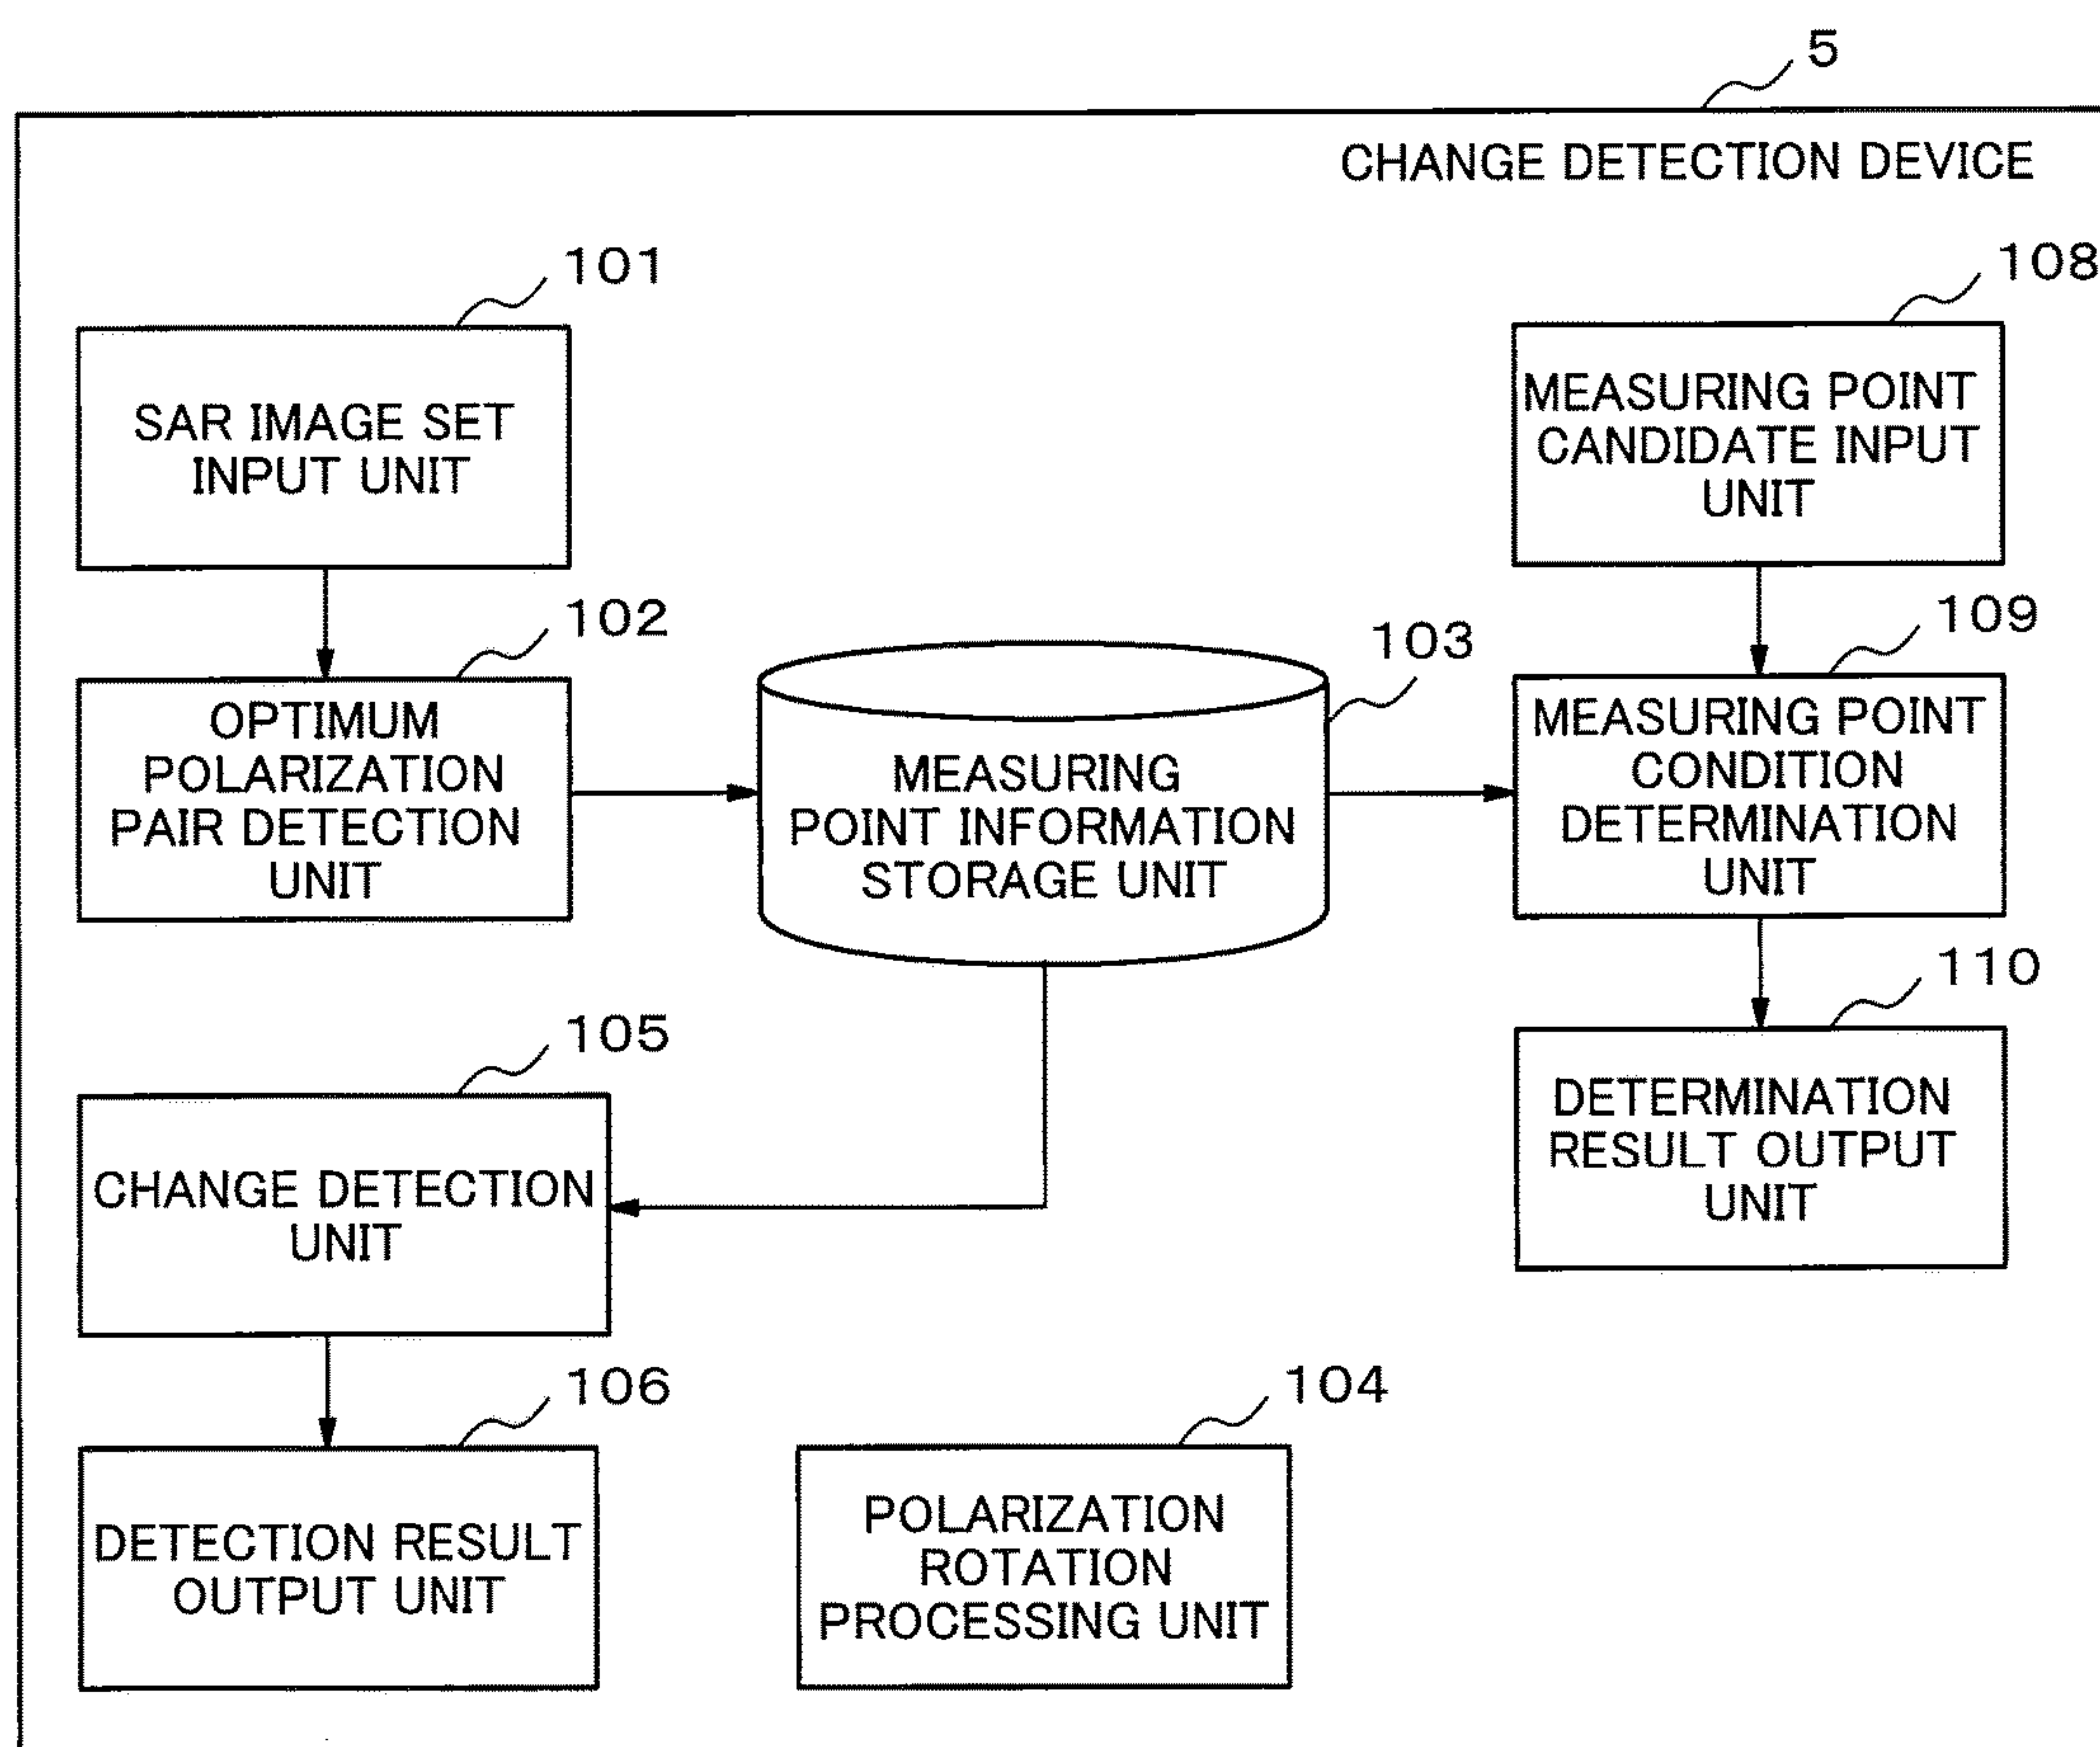 5
CHANGE DETECTION DEVICE
101
SAR IMAGE SET
INPUT UNIT
102
OPTIMUM
POLARIZATION
PAIR DETECTION
UNIT
103
MEASURING
POINT INFORMATION
STORAGE UNIT
108
MEASURING POINT
CANDIDATE INPUT
UNIT
109
MEASURING POINT
CONDITION
DETERMINATION
UNIT
110
DETERMINATION
RESULT OUTPUT
UNIT
105
CHANGE DETECTION
UNIT
106
DETECTION RESULT
OUTPUT UNIT
104
POLARIZATION
ROTATION
PROCESSING UNIT